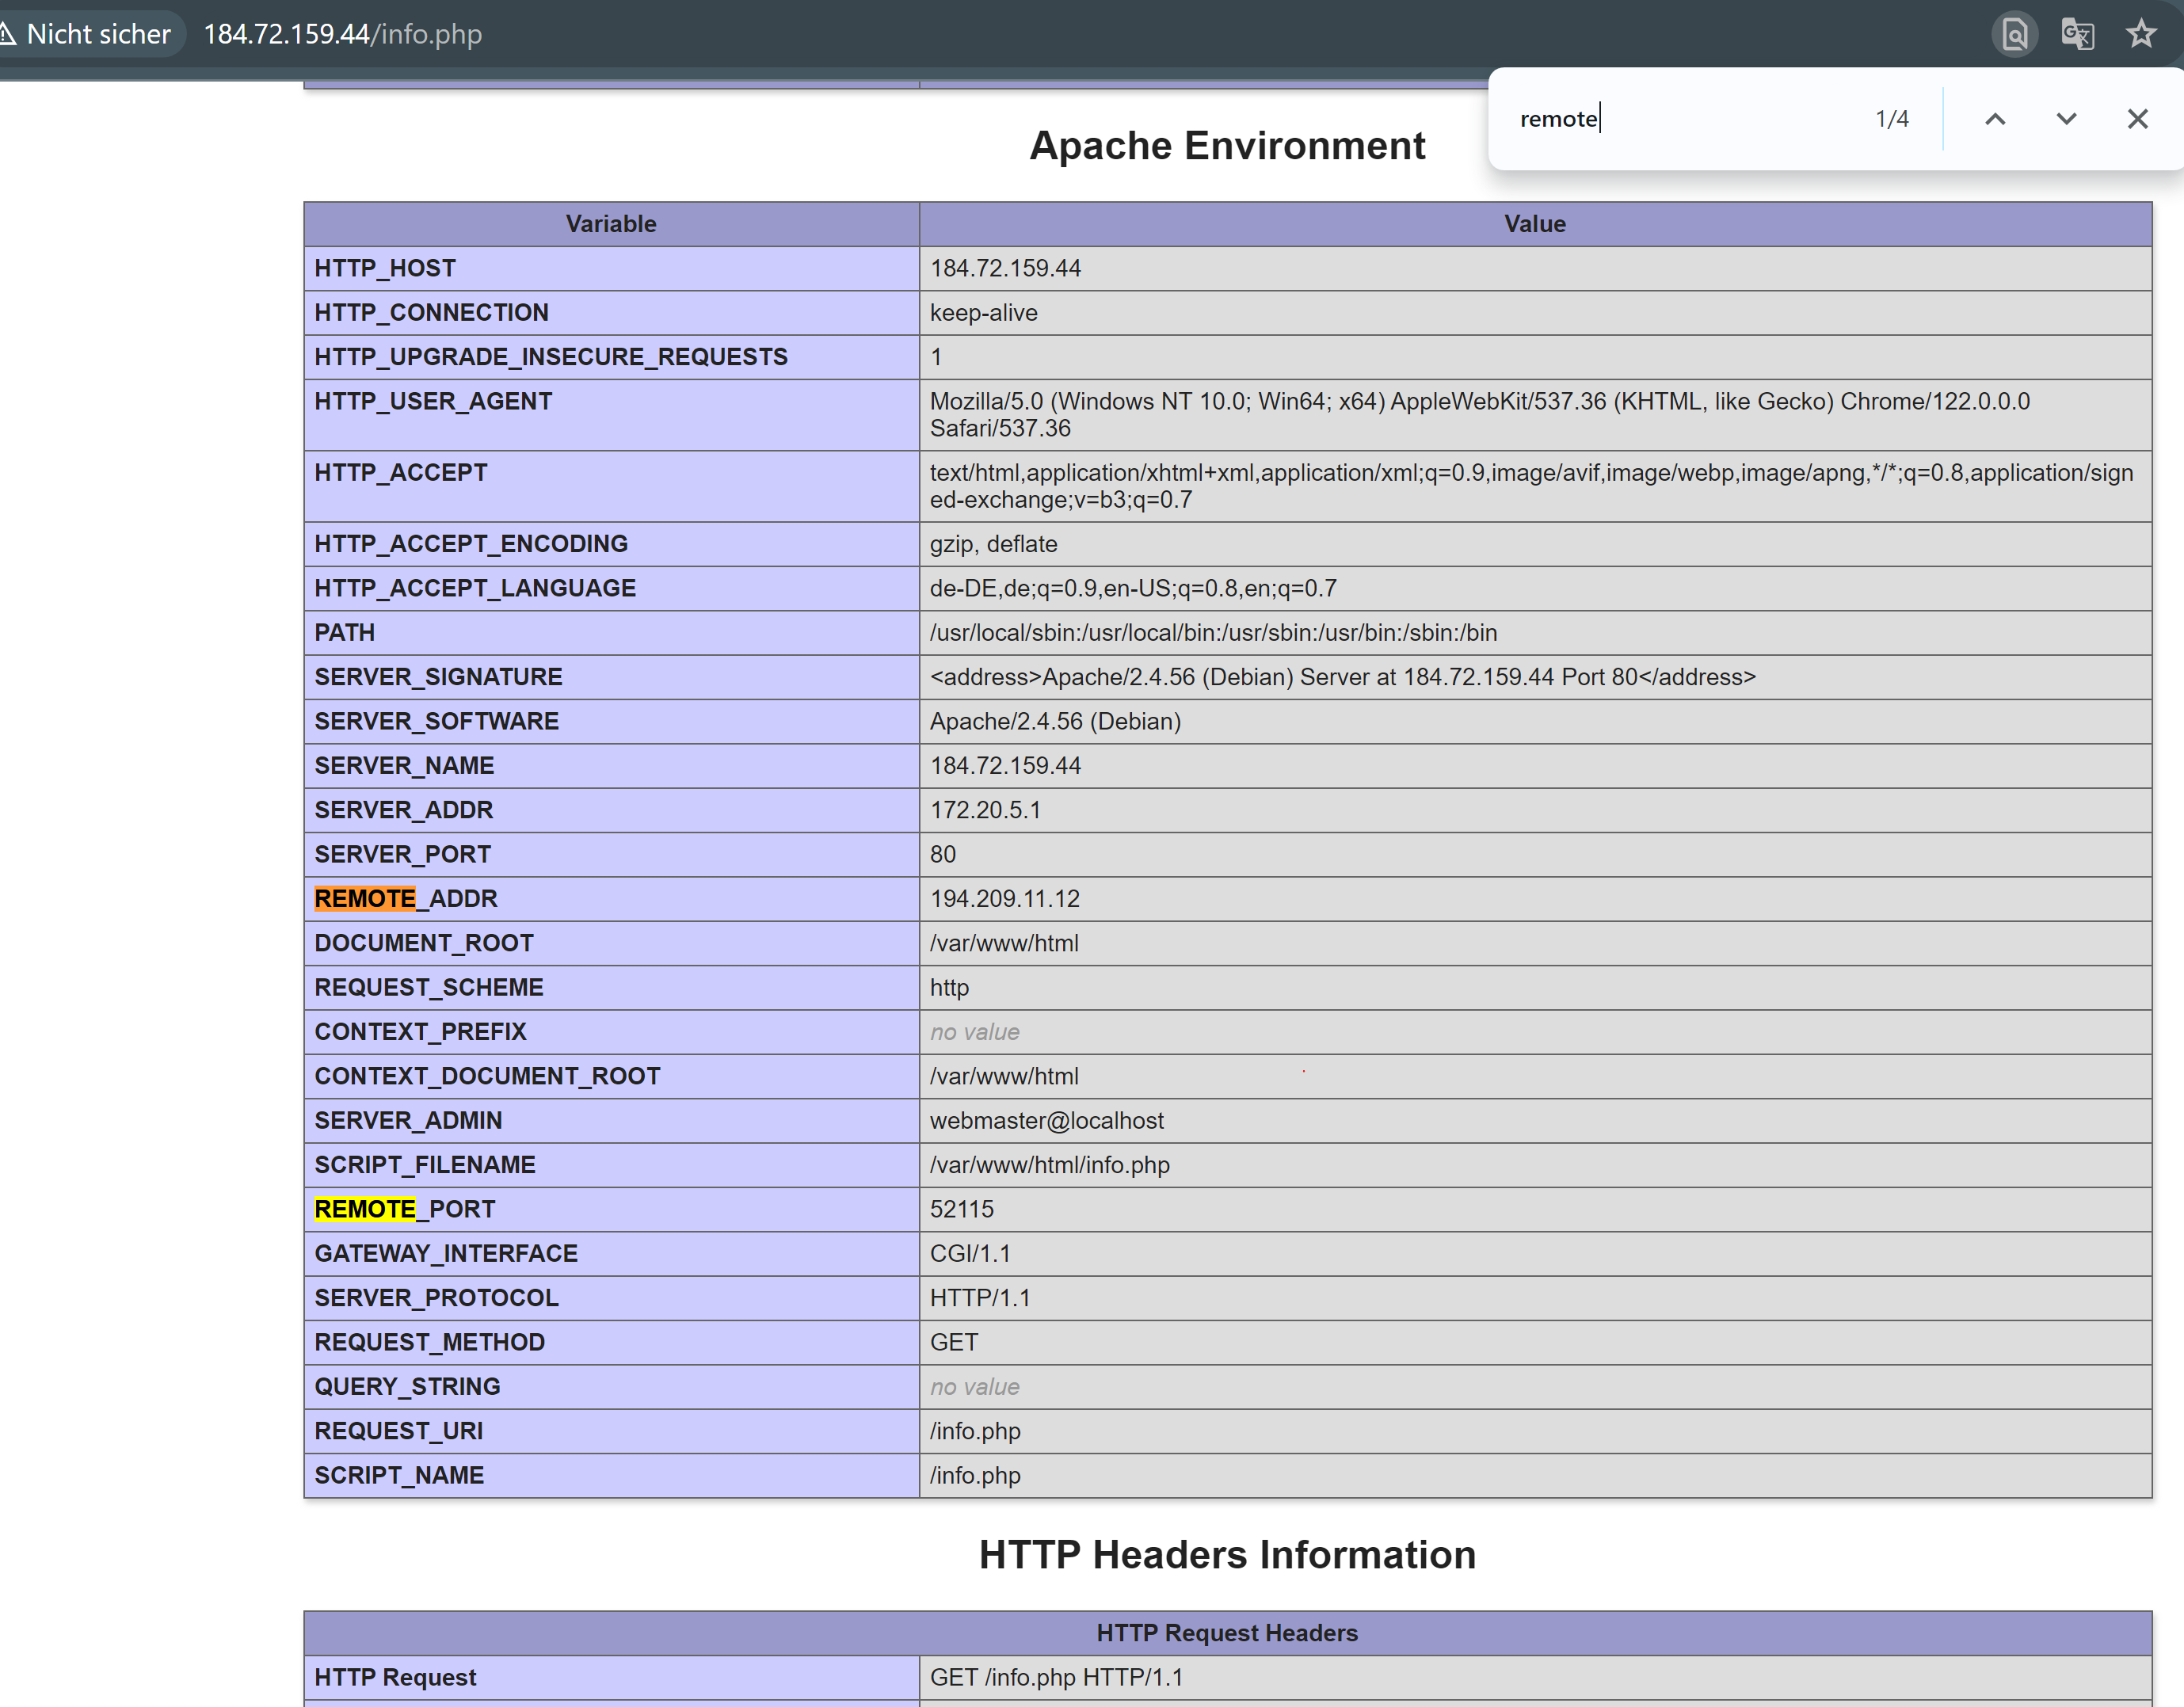 Nicht sicher 184.72.159.44/info.php
remote 1/4
Apache Environment
Variable Value
HTTP_HOST 184.72.159.44
HTTP_CONNECTION keep-alive
HTTP_UPGRADE_INSECURE_REQUESTS 1
HTTP_USER_AGENT Mozilla/5.0 (Windows NT 10.0; Win64; x64) AppleWebKit/537.36 (KHTML, like Gecko) Chrome/122.0.0.0
Safari/537.36
HTTP_ACCEPT text/html,application/xhtml+xml,application/xml;q=0.9,image/avif,image/webp,image/apng,*/*;q=0.8,application/sign
ed-exchange;v=b3;q=0.7
HTTP_ACCEPT_ENCODING gzip, deflate
HTTP_ACCEPT_LANGUAGE de-DE,de;q=0.9,en-US;q=0.8,en;q=0.7
PATH /usr/local/sbin:/usr/local/bin:/usr/sbin:/usr/bin:/sbin:/bin
SERVER_SIGNATURE <address>Apache/2.4.56 (Debian) Server at 184.72.159.44 Port 80</address>
SERVER_SOFTWARE Apache/2.4.56 (Debian)
SERVER_NAME 184.72.159.44
SERVER_ADDR 172.20.5.1
SERVER_PORT 80
REMOTE_ADDR 194.209.11.12
DOCUMENT_ROOT /var/www/html
REQUEST_SCHEME http
CONTEXT_PREFIX no value
CONTEXT_DOCUMENT_ROOT /var/www/html
SERVER_ADMIN webmaster@localhost
SCRIPT_FILENAME /var/www/html/info.php
REMOTE_PORT 52115
GATEWAY_INTERFACE CGI/1.1
SERVER_PROTOCOL HTTP/1.1
REQUEST_METHOD GET
QUERY_STRING no value
REQUEST_URI /info.php
SCRIPT_NAME /info.php
HTTP Headers Information
HTTP Request Headers
HTTP Request GET /info.php HTTP/1.1